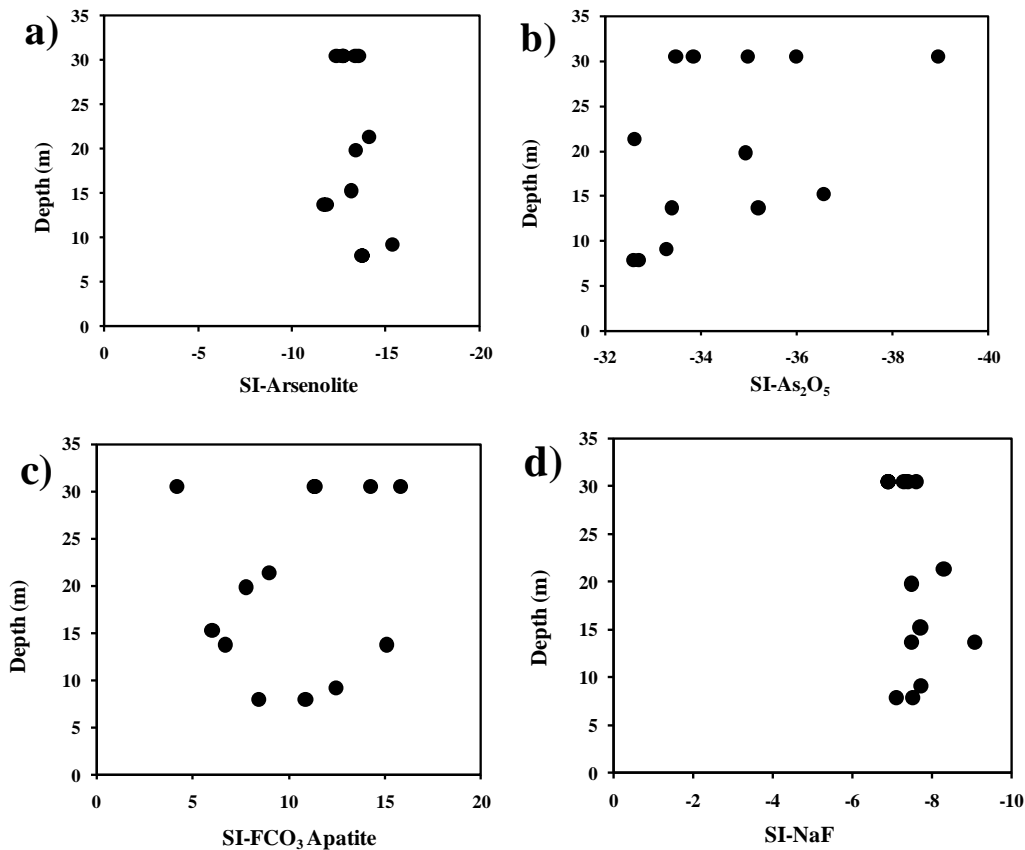 a)
35
30
25
20
15
10
5
0
Depth (m)
0 -5 -10 -15 -20
SI-Arsenolite
b)
35
30
25
20
15
10
5
0
Depth (m)
-32 -34 -36 -38 -40
SI-As₂O₅
c)
35
30
25
20
15
10
5
0
Depth (m)
0 5 10 15 20
SI-FCO₃ Apatite
d)
35
30
25
20
15
10
5
0
Depth (m)
0 -2 -4 -6 -8 -10
SI-NaF